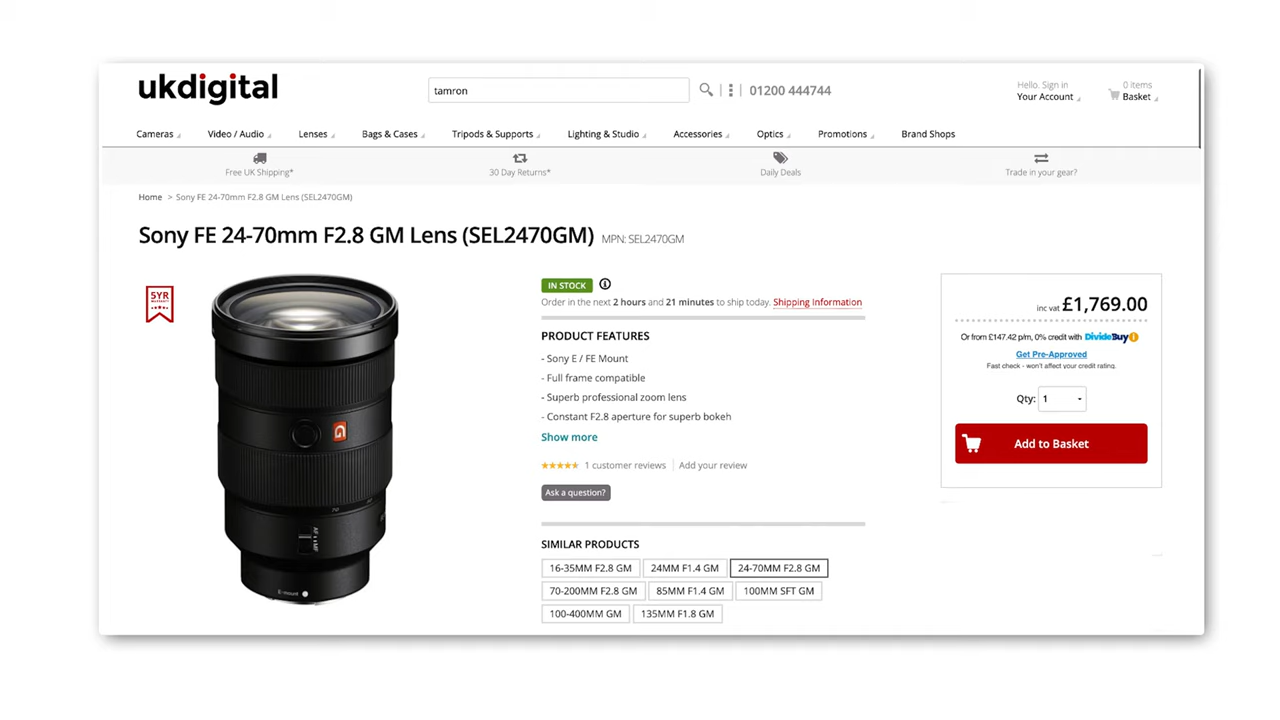 ukdigital
tamron
01200 444744
Hello. Sign in
Your Account
0 items
Basket
Cameras Video / Audio Lenses Bags & Cases Tripods & Supports Lighting & Studio Accessories Optics Promotions Brand Shops
Free UK Shipping* 30 Day Returns* Daily Deals Trade in your gear?
Home > Sony FE 24-70mm F2.8 GM Lens (SEL2470GM)
Sony FE 24-70mm F2.8 GM Lens (SEL2470GM) MPN: SEL2470GM
5YR
WARRANTY
G
70
AF MF
E-mount
IN STOCK
Order in the next 2 hours and 21 minutes to ship today. Shipping Information
PRODUCT FEATURES
- Sony E / FE Mount
- Full frame compatible
- Superb professional zoom lens
- Constant F2.8 aperture for superb bokeh
Show more
1 customer reviews | Add your review
Ask a question?
SIMILAR PRODUCTS
16-35MM F2.8 GM 24MM F1.4 GM 24-70MM F2.8 GM
70-200MM F2.8 GM 85MM F1.4 GM 100MM SFT GM
100-400MM GM 135MM F1.8 GM
inc vat £1,769.00
Or from £147.42 p/m, 0% credit with DivideBuy
Get Pre-Approved
Fast check - won't affect your credit rating.
Qty: 1
Add to Basket